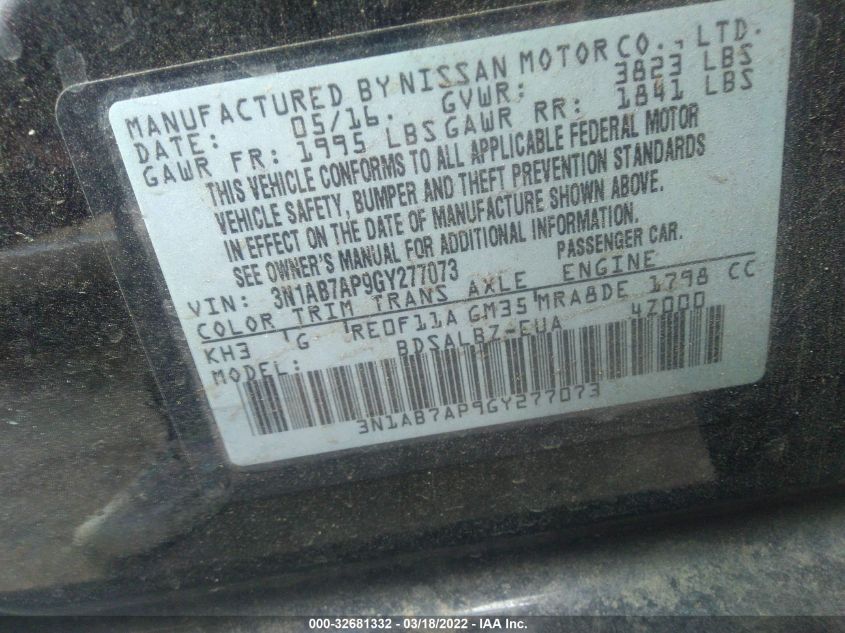 MANUFACTURED BY NISSAN MOTOR CO., LTD.
DATE: 05/16. GVWR: 3823 LBS
GAWR FR: 1995 LBS GAWR RR: 1841 LBS
THIS VEHICLE CONFORMS TO ALL APPLICABLE FEDERAL MOTOR
VEHICLE SAFETY, BUMPER AND THEFT PREVENTION STANDARDS
IN EFFECT ON THE DATE OF MANUFACTURE SHOWN ABOVE.
SEE OWNER'S MANUAL FOR ADDITIONAL INFORMATION.
VIN: 3N1AB7AP9GY277073 PASSENGER CAR.
COLOR TRIM TRANS AXLE ENGINE
KH3 G RE0F11A GM35 MRA8DE 1798 CC
MODEL: BDSALBZ-EUA 4Z000
3N1AB7AP9GY277073
000-32681332 - 03/18/2022 - IAA Inc.